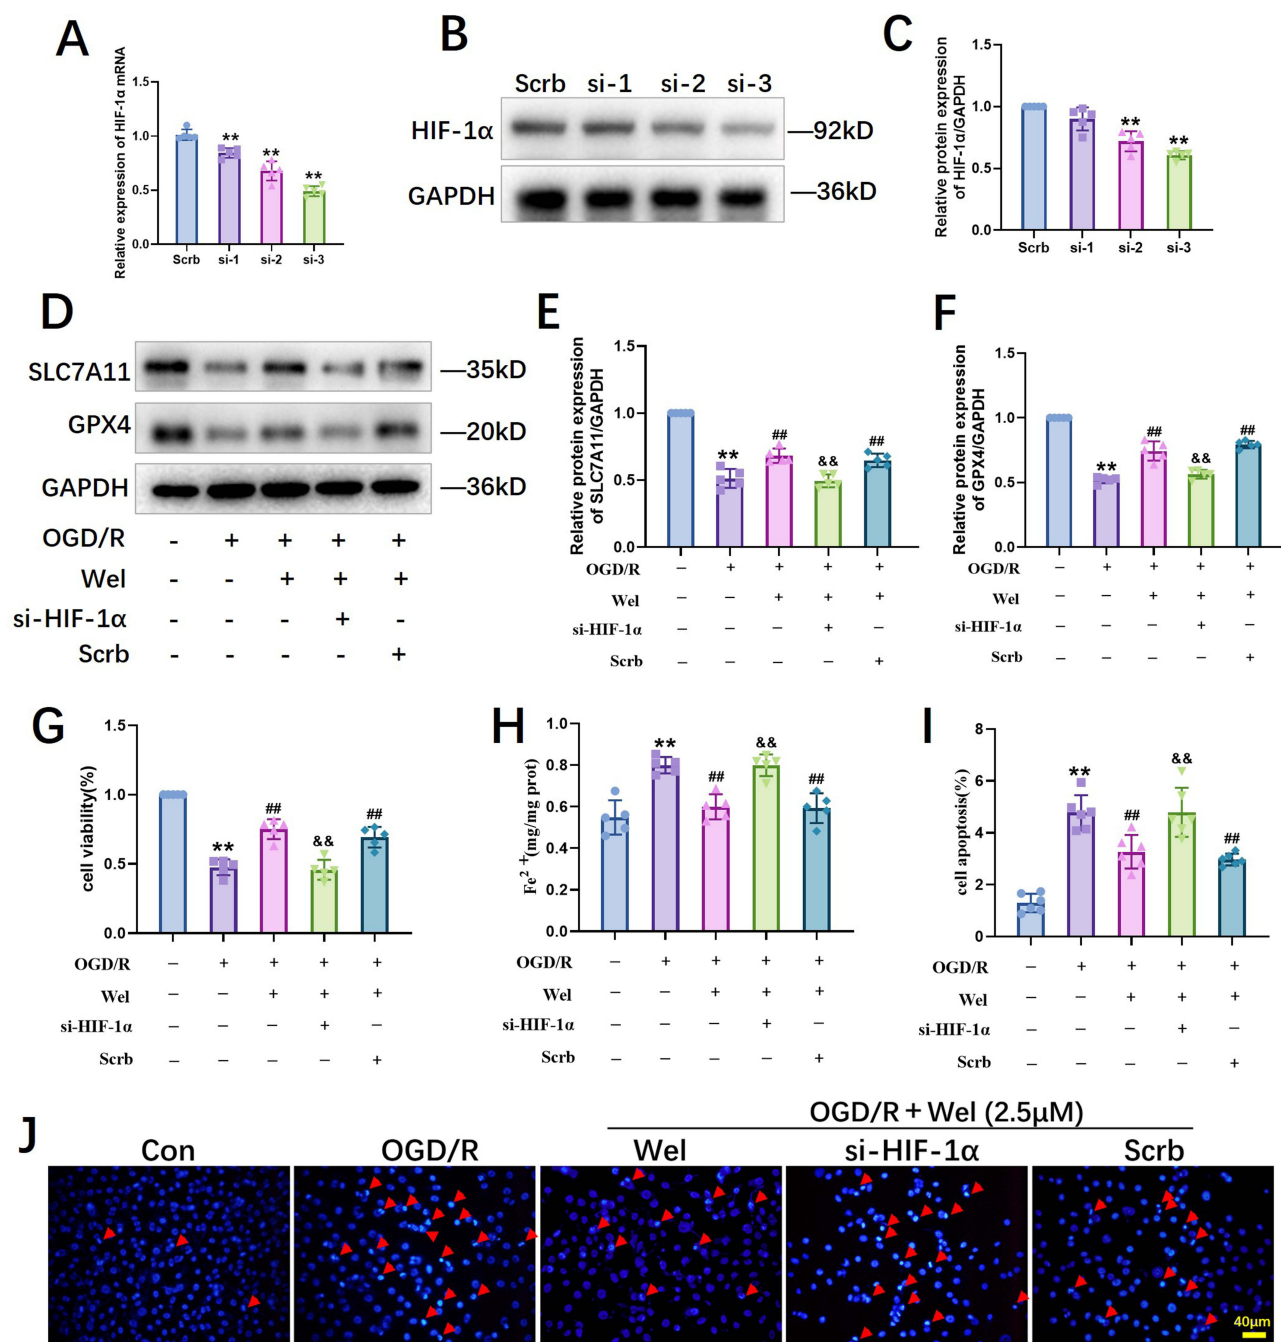 A
Relative expression of HIF-1α mRNA
1.5
1.0
0.5
0.0
**
**
**
Scrb si-1 si-2 si-3
B
Scrb si-1 si-2 si-3
HIF-1α —92kD
GAPDH —36kD
C
Relative protein expression
of HIF-1α/GAPDH
1.5
1.0
0.5
0.0
**
**
Scrb si-1 si-2 si-3
D
SLC7A11 —35kD
GPX4 —20kD
GAPDH —36kD
OGD/R - + + + +
Wel - - + + +
si-HIF-1α - - - + -
Scrb - - - - +
E
Relative protein expression
of SLC7A11/GAPDH
1.5
1.0
0.5
0.0
** ## && ##
OGD/R – + + + +
Wel – – + + +
si-HIF-1α – – – + –
Scrb – – – – +
F
Relative protein expression
of GPX4/GAPDH
1.5
1.0
0.5
0.0
** ## && ##
OGD/R – + + + +
Wel – – + + +
si-HIF-1α – – – + –
Scrb – – – – +
G
cell viability(%)
1.5
1.0
0.5
0.0
** ## && ##
OGD/R – + + + +
Wel – – + + +
si-HIF-1α – – – + –
Scrb – – – – +
H
Fe²⁺(mg/mg prot)
1.0
0.8
0.6
0.4
0.2
0.0
** ## && ##
OGD/R – + + + +
Wel – – + + +
si-HIF-1α – – – + –
Scrb – – – – +
I
cell apoptosis(%)
8
6
4
2
0
** ## && ##
OGD/R – + + + +
Wel – – + + +
si-HIF-1α – – – + –
Scrb – – – – +
J
OGD/R + Wel (2.5μM)
Con OGD/R Wel si-HIF-1α Scrb
40μm